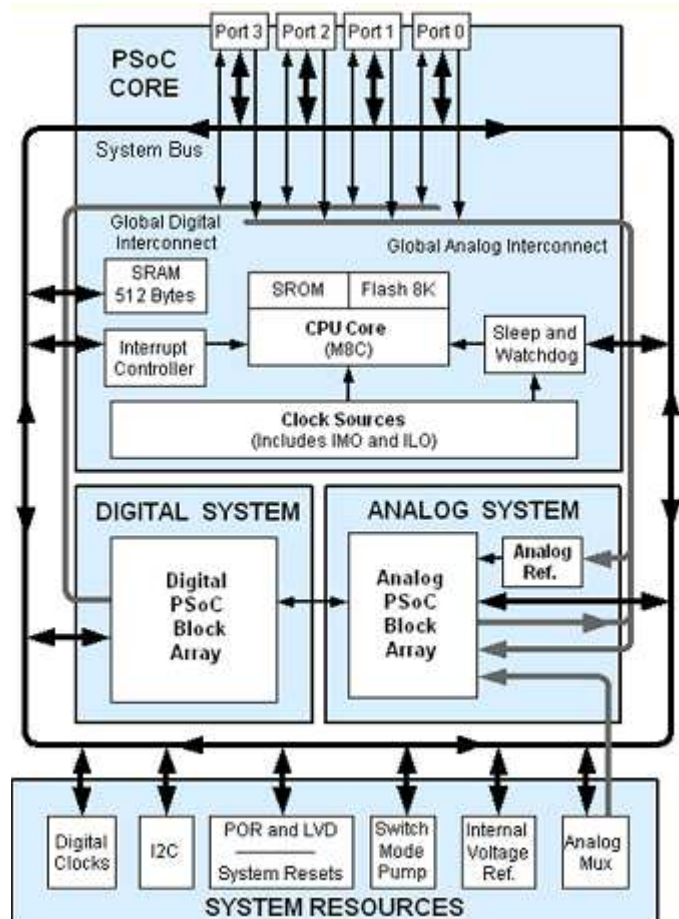 Port 3 Port 2 Port 1 Port 0
PSoC
CORE
System Bus
Global Digital
Interconnect
Global Analog Interconnect
SRAM
512 Bytes
SROM Flash 8K
CPU Core
(M8C)
Interrupt
Controller
Sleep and
Watchdog
Clock Sources
(Includes IMO and ILO)
DIGITAL SYSTEM
Digital
PSoC
Block
Array
ANALOG SYSTEM
Analog
PSoC
Block
Array
Analog
Ref.
Digital
Clocks
I2C
POR and LVD
System Resets
Switch
Mode
Pump
Internal
Voltage
Ref.
Analog
Mux
SYSTEM RESOURCES